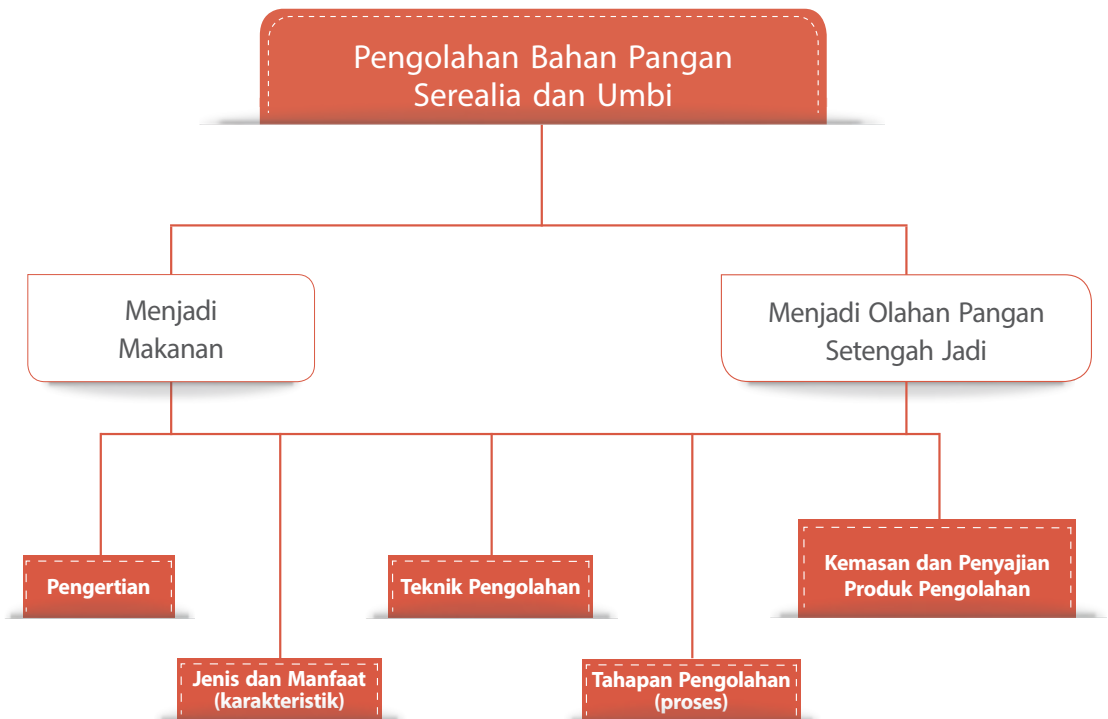 Pengolahan Bahan Pangan
Serealia dan Umbi
Menjadi
Makanan
Menjadi Olahan Pangan
Setengah Jadi
Pengertian
Jenis dan Manfaat
(karakteristik)
Teknik Pengolahan
Tahapan Pengolahan
(proses)
Kemasan dan Penyajian
Produk Pengolahan